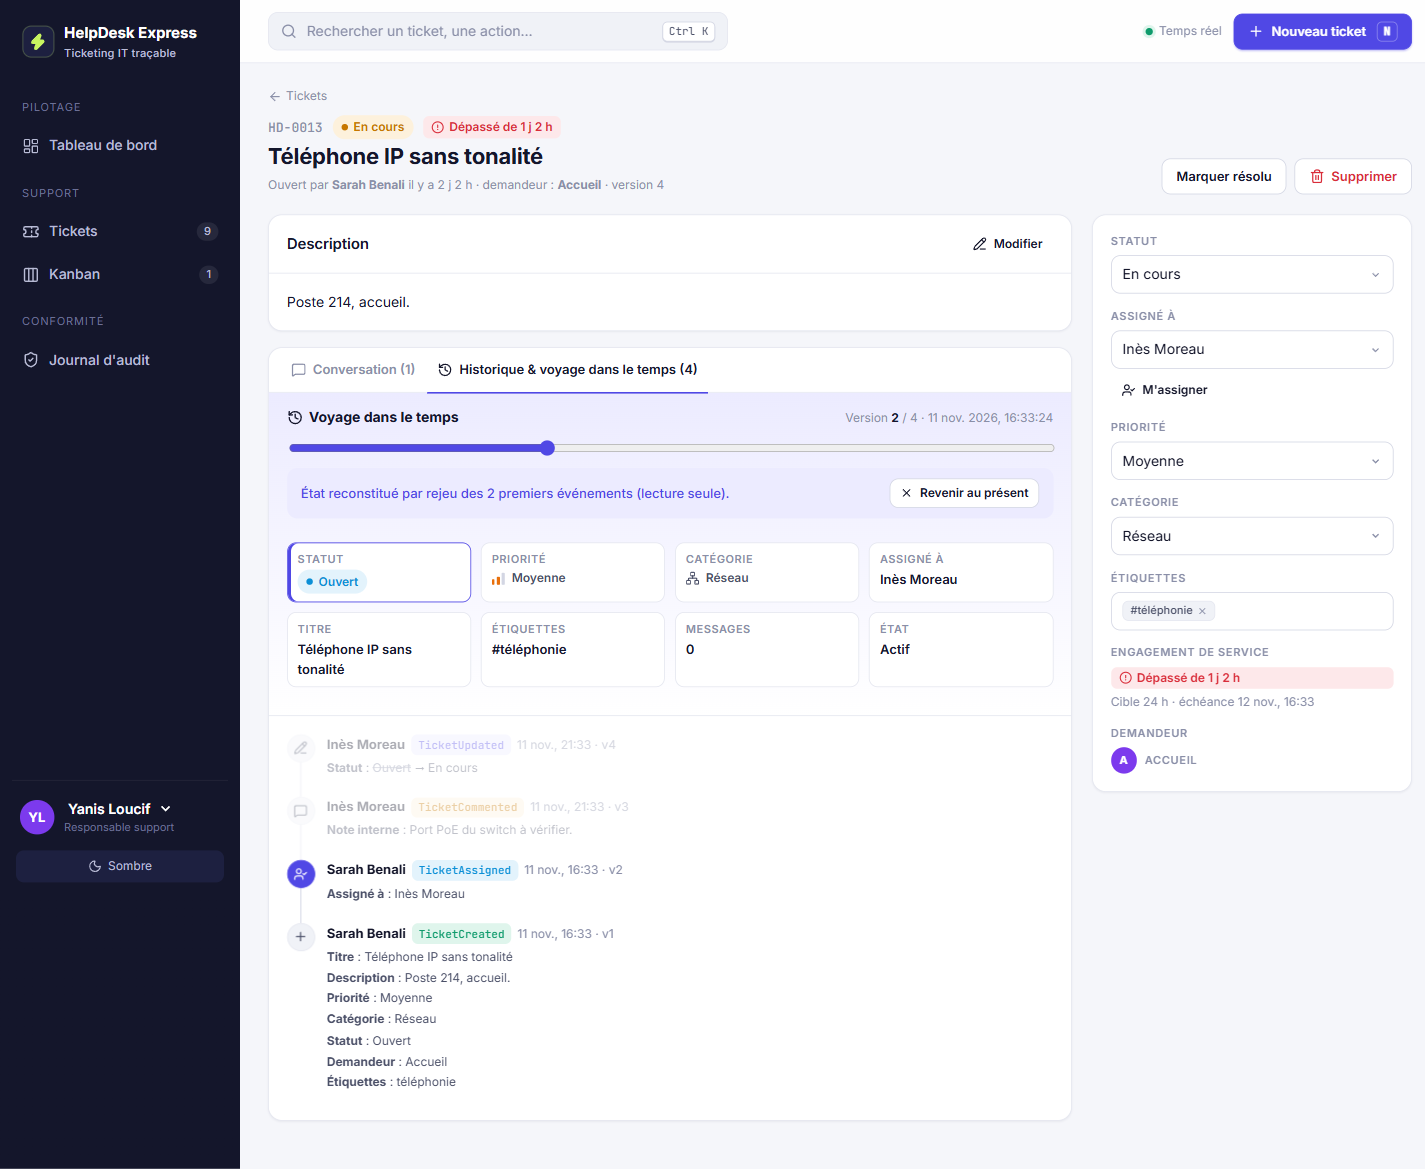 HelpDesk Express
Ticketing IT traçable
PILOTAGE
Tableau de bord
SUPPORT
Tickets 9
Kanban 1
CONFORMITÉ
Journal d'audit
YL Yanis Loucif
Responsable support
Sombre
Rechercher un ticket, une action... Ctrl K
Temps réel
+ Nouveau ticket N
← Tickets
HD-0013 En cours Dépassé de 1 j 2 h
Téléphone IP sans tonalité
Ouvert par Sarah Benali il y a 2 j 2 h · demandeur : Accueil · version 4
Marquer résolu Supprimer
Description Modifier
Poste 214, accueil.
Conversation (1) Historique & voyage dans le temps (4)
Voyage dans le temps Version 2 / 4 · 11 nov. 2026, 16:33:24
État reconstitué par rejeu des 2 premiers événements (lecture seule). × Revenir au présent
STATUT PRIORITÉ CATÉGORIE ASSIGNÉ À
Ouvert Moyenne Réseau Inès Moreau
TITRE ÉTIQUETTES MESSAGES ÉTAT
Téléphone IP sans #téléphonie 0 Actif
tonalité
Inès Moreau TicketUpdated 11 nov., 21:33 · v4
Statut : Ouvert → En cours
Inès Moreau TicketCommented 11 nov., 21:33 · v3
Note interne : Port PoE du switch à vérifier.
Sarah Benali TicketAssigned 11 nov., 16:33 · v2
Assigné à : Inès Moreau
Sarah Benali TicketCreated 11 nov., 16:33 · v1
Titre : Téléphone IP sans tonalité
Description : Poste 214, accueil.
Priorité : Moyenne
Catégorie : Réseau
Statut : Ouvert
Demandeur : Accueil
Étiquettes : téléphonie
STATUT
En cours
ASSIGNÉ À
Inès Moreau
M'assigner
PRIORITÉ
Moyenne
CATÉGORIE
Réseau
ÉTIQUETTES
#téléphonie ×
ENGAGEMENT DE SERVICE
Dépassé de 1 j 2 h
Cible 24 h · échéance 12 nov., 16:33
DEMANDEUR
A ACCUEIL